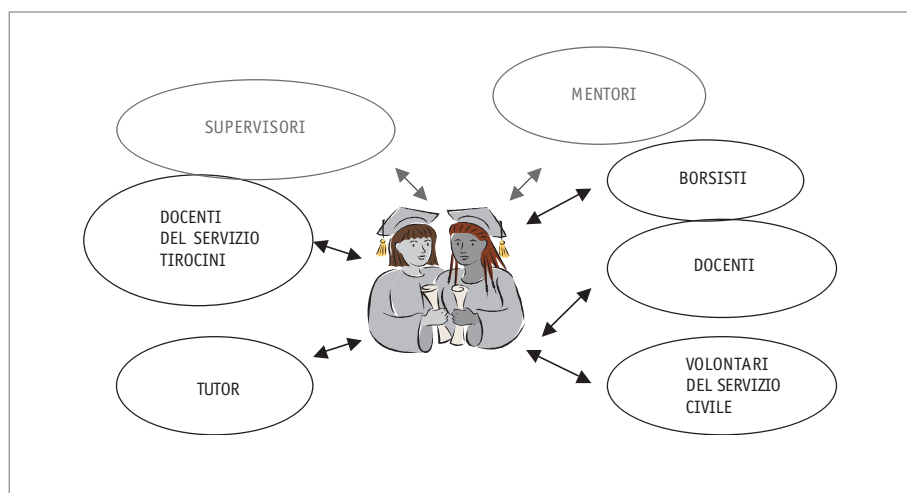 MENTORI
SUPERVISORI
BORSISTI
DOCENTI
DEL SERVIZIO
TIROCINI
DOCENTI
TUTOR
VOLONTARI
DEL SERVIZIO
CIVILE